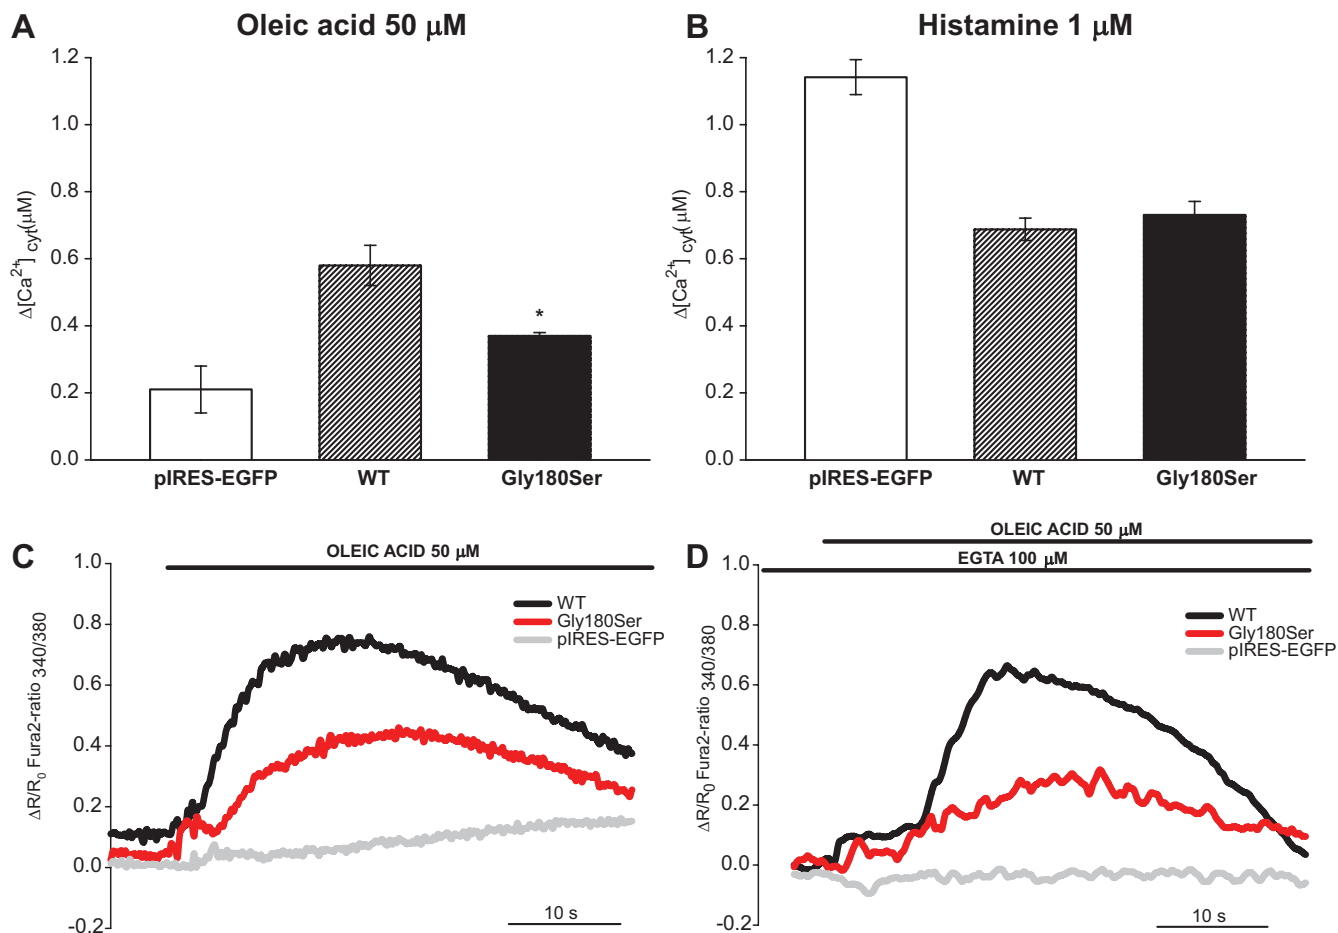 A
Oleic acid 50 μM
1.2
1.0
0.8
0.6
0.4
0.2
0.0
Δ[Ca2+] cyt(μM)
*
pIRES-EGFP WT Gly180Ser
B
Histamine 1 μM
1.2
1.0
0.8
0.6
0.4
0.2
0.0
Δ[Ca2+] cyt(μM)
pIRES-EGFP WT Gly180Ser
C
OLEIC ACID 50 μM
1.0
0.8
0.6
0.4
0.2
0.0
-0.2
ΔR/R0 Fura2-ratio 340/380
WT
Gly180Ser
pIRES-EGFP
10 s
D
OLEIC ACID 50 μM
EGTA 100 μM
1.0
0.8
0.6
0.4
0.2
0.0
-0.2
ΔR/R0 Fura2-ratio 340/380
WT
Gly180Ser
pIRES-EGFP
10 s